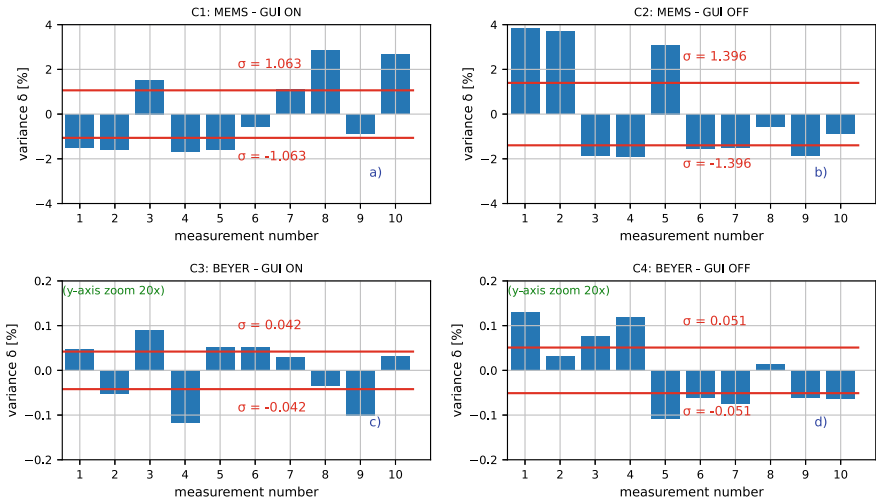 C1: MEMS – GUI ON
variance δ [%]
4
2
0
−2
−4
σ = 1.063
σ = -1.063
a)
1 2 3 4 5 6 7 8 9 10
measurement number
C2: MEMS – GUI OFF
variance δ [%]
4
2
0
−2
−4
σ = 1.396
σ = -1.396
b)
1 2 3 4 5 6 7 8 9 10
measurement number
C3: BEYER – GUI ON
(y–axis zoom 20x)
variance δ [%]
0.2
0.1
0.0
−0.1
−0.2
σ = 0.042
σ = -0.042
c)
1 2 3 4 5 6 7 8 9 10
measurement number
C4: BEYER – GUI OFF
(y–axis zoom 20x)
variance δ [%]
0.2
0.1
0.0
−0.1
−0.2
σ = 0.051
σ = -0.051
d)
1 2 3 4 5 6 7 8 9 10
measurement number